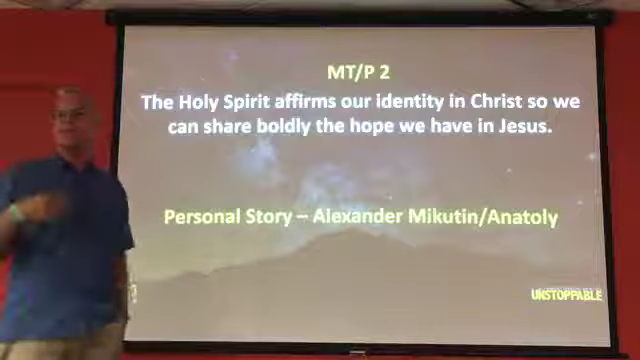 MT/P 2
The Holy Spirit affirms our identity in Christ so we
can share boldly the hope we have in Jesus.
Personal Story – Alexander Mikutin/Anatoly
UNSTOPPABLE